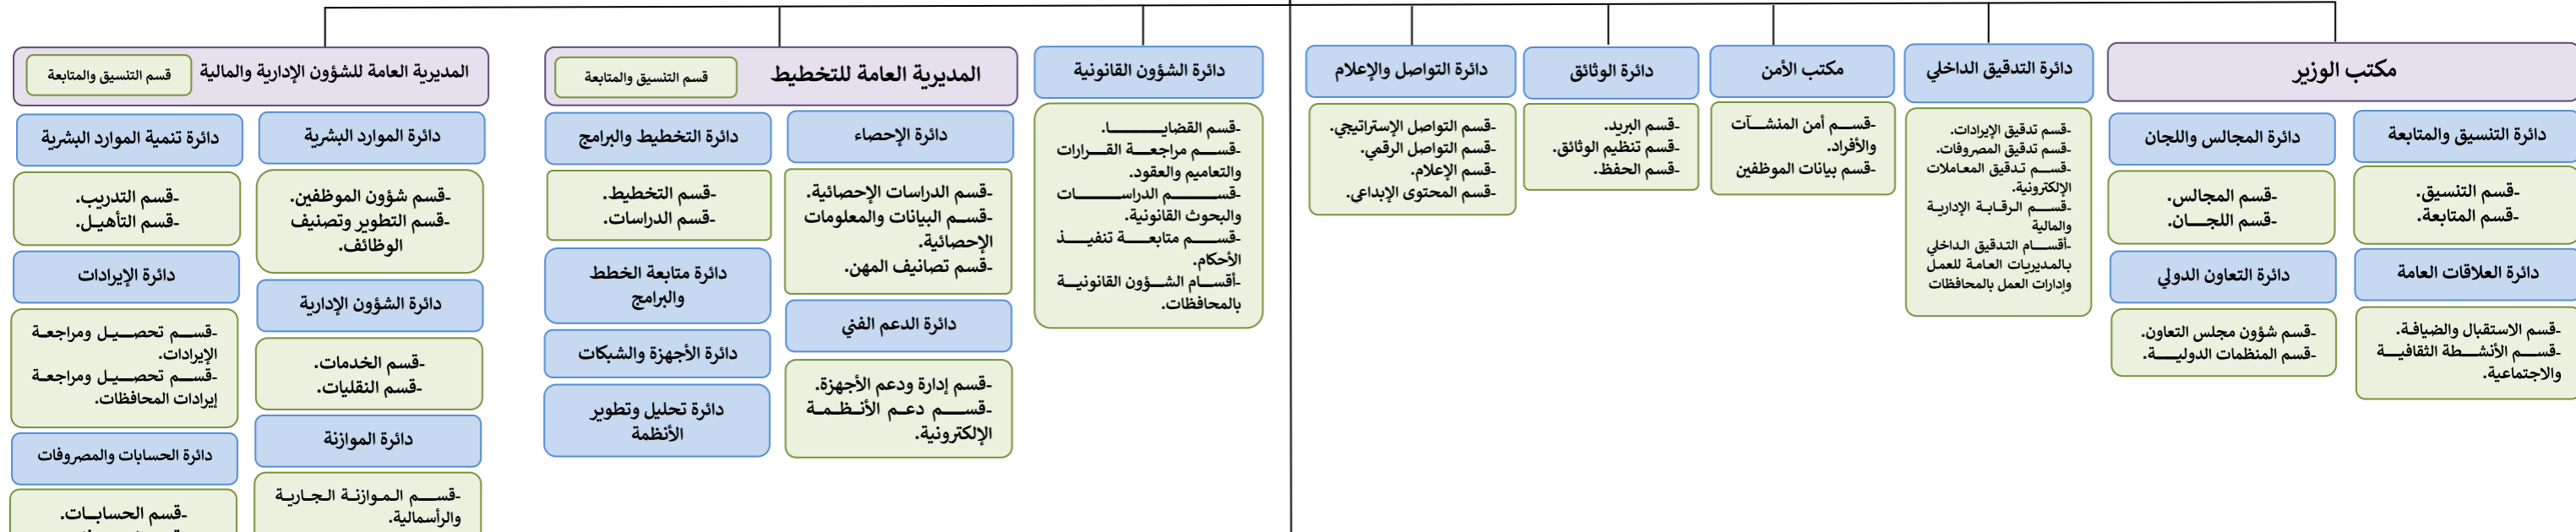 مكتب الوزير
دائرة التنسيق والمتابعة
-قسم التنسيق.
-قسم المتابعة.
دائرة العلاقات العامة
-قسم الاستقبال والضيافة.
-قسم الأنشطة الثقافية
والاجتماعية.
دائرة المجالس واللجان
-قسم المجالس.
-قسم اللجان.
دائرة التعاون الدولي
-قسم شؤون مجلس التعاون.
-قسم المنظمات الدولية.
دائرة التدقيق الداخلي
-قسم تدقيق الإيرادات.
-قسم تدقيق المصروفات.
-قسم تدقيق المعاملات
الإلكترونية.
-قسم الرقابة الإدارية
والمالية
-أقسام التدقيق الداخلي
بالمديريات العامة للعمل
وإدارات العمل بالمحافظات
مكتب الأمن
-قسم أمن المنشآت
والأفراد.
-قسم بيانات الموظفين
دائرة الوثائق
-قسم البريد.
-قسم تنظيم الوثائق.
-قسم الحفظ.
دائرة التواصل والإعلام
-قسم التواصل الإستراتيجي.
-قسم التواصل الرقمي.
-قسم الإعلام.
-قسم المحتوى الإبداعي.
دائرة الشؤون القانونية
-قسم القضايا.
-قسم مراجعة القرارات
والتعاميم والعقود.
-قسم الدراسات
والبحوث القانونية.
-قسم متابعة تنفيذ
الأحكام.
-أقسام الشؤون القانونية
بالمحافظات.
المديرية العامة للتخطيط
قسم التنسيق والمتابعة
دائرة الإحصاء
-قسم الدراسات الإحصائية.
-قسم البيانات والمعلومات
الإحصائية.
-قسم تصانيف المهن.
دائرة الدعم الفني
-قسم إدارة ودعم الأجهزة.
-قسم دعم الأنظمة
الإلكترونية.
دائرة التخطيط والبرامج
-قسم التخطيط.
-قسم الدراسات.
دائرة متابعة الخطط
والبرامج
دائرة الأجهزة والشبكات
دائرة تحليل وتطوير
الأنظمة
المديرية العامة للشؤون الإدارية والمالية
قسم التنسيق والمتابعة
دائرة الموارد البشرية
-قسم شؤون الموظفين.
-قسم التطوير وتصنيف
الوظائف.
دائرة الشؤون الإدارية
-قسم الخدمات.
-قسم النقليات.
دائرة الموازنة
-قسم الموازنة الجارية
والرأسمالية.
دائرة تنمية الموارد البشرية
-قسم التدريب.
-قسم التأهيل.
دائرة الإيرادات
-قسم تحصيل ومراجعة
الإيرادات.
-قسم تحصيل ومراجعة
إيرادات المحافظات.
دائرة الحسابات والمصروفات
-قسم الحسابات.